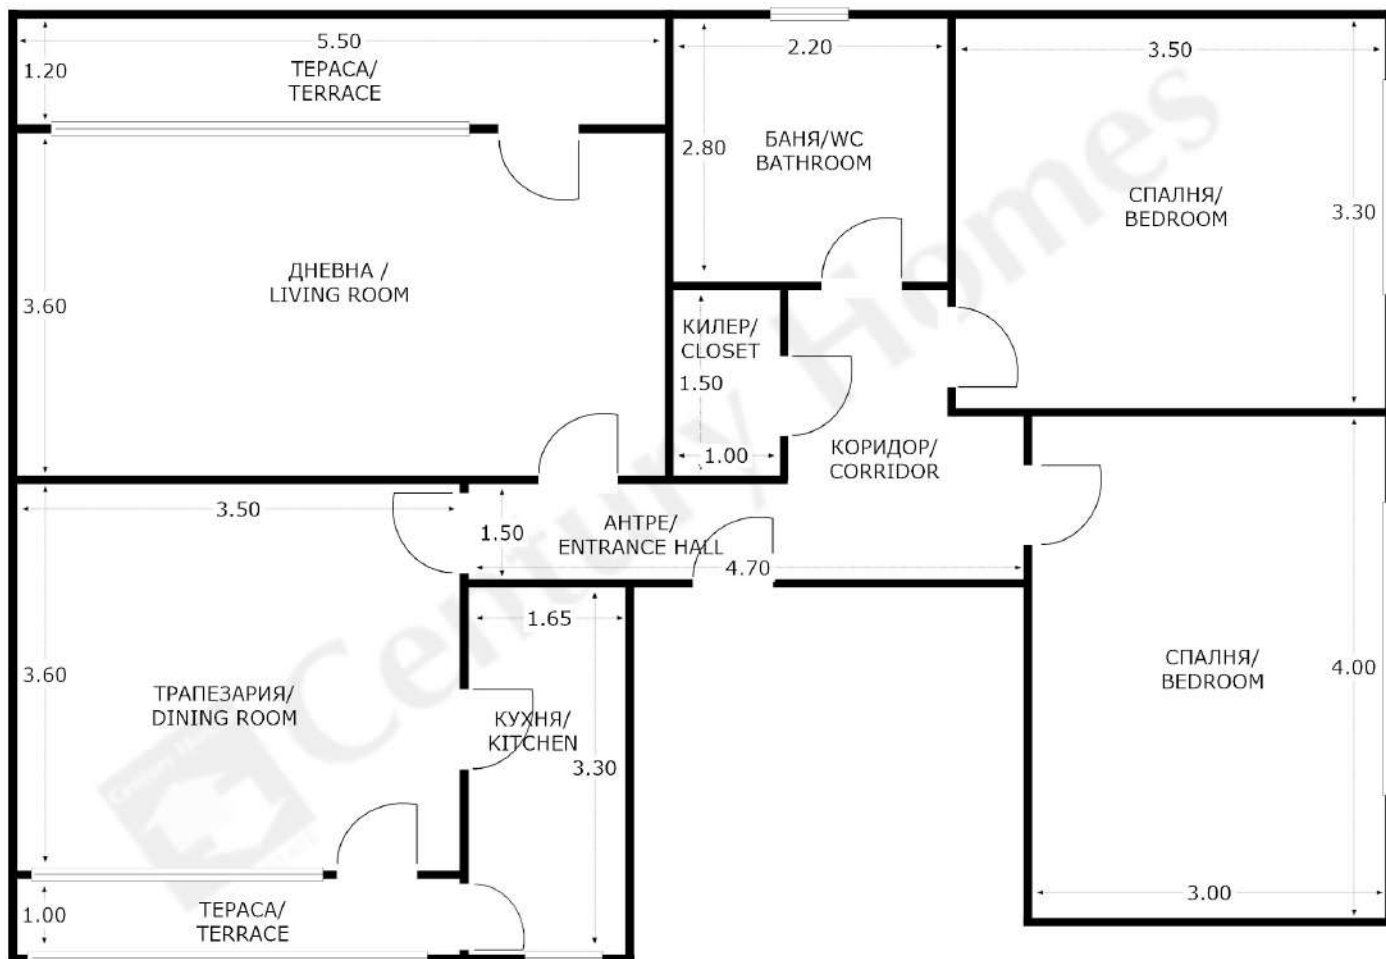 5.50
1.20
ТЕРАСА/
TERRACE
2.20
2.80
БАНЯ/WC
BATHROOM
3.50
СПАЛНЯ/
BEDROOM
3.30
ДНЕВНА /
LIVING ROOM
3.60
КИЛЕР/
CLOSET
1.50
1.00
КОРИДОР/
CORRIDOR
3.50
1.50
АНТРЕ/
ENTRANCE HALL
4.70
1.65
3.60
ТРАПЕЗАРИЯ/
DINING ROOM
КУХНЯ/
KITCHEN
3.30
СПАЛНЯ/
BEDROOM
4.00
3.00
1.00
ТЕРАСА/
TERRACE
Century Homes